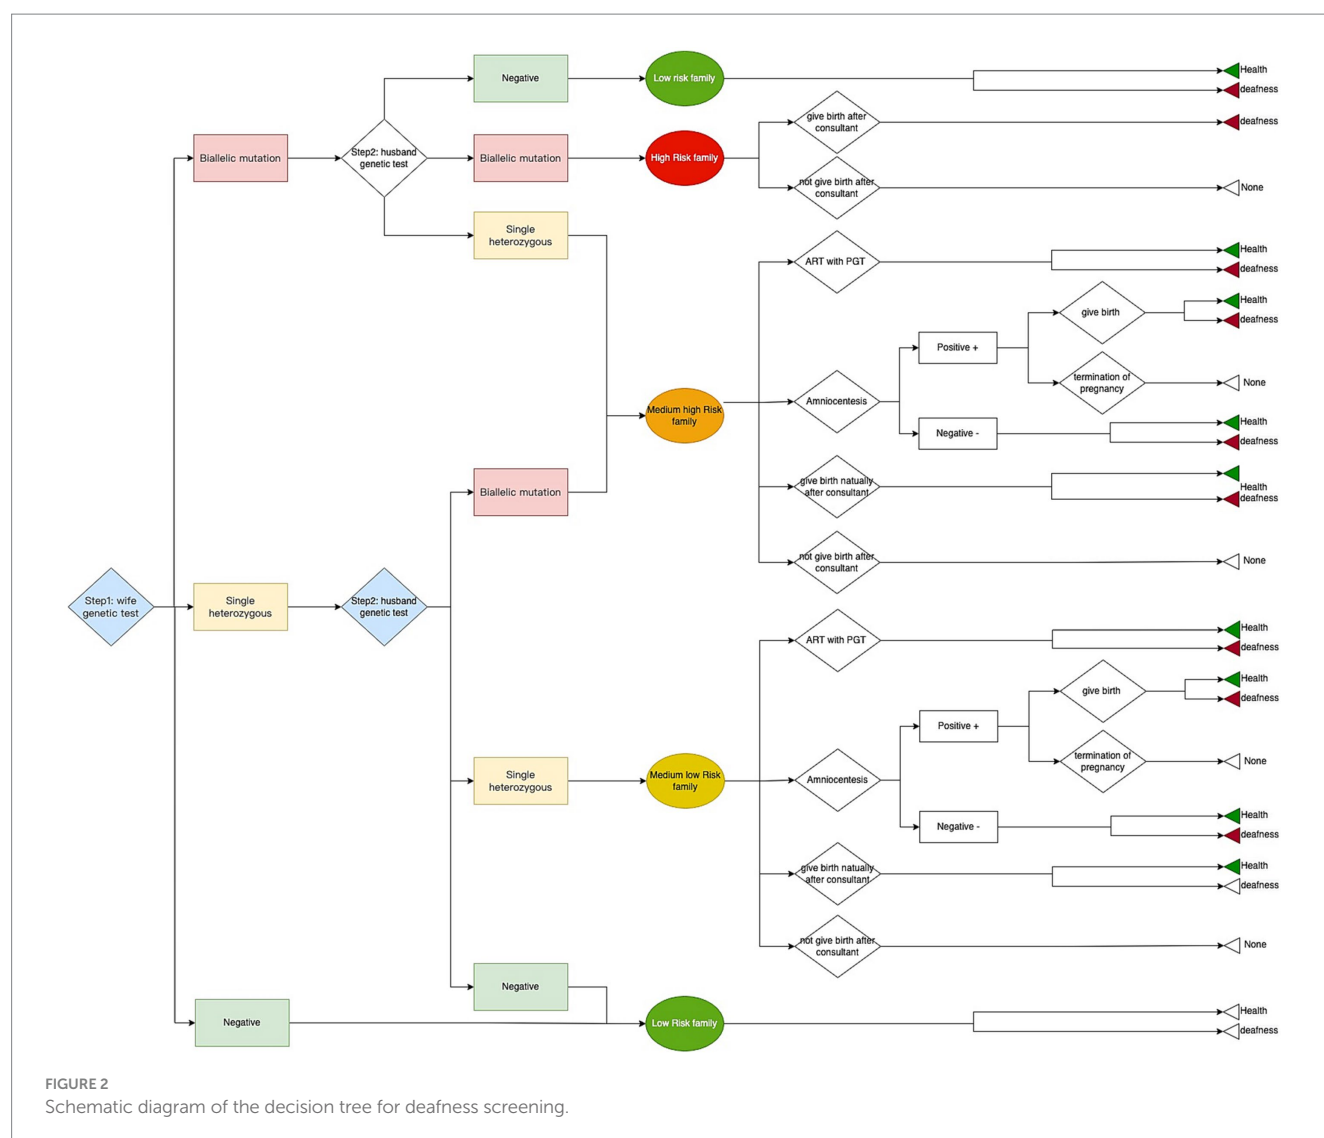 Negative
Low risk family
Health
deafness
Biallelic mutation
Step2: husband
genetic test
Biallelic mutation
High Risk family
give birth after
consultant
deafness
not give birth after
consultant
None
Single
heterozygous
ART with PGT
Health
deafness
Medium high Risk
family
Amniocentesis
Positive +
give birth
Health
deafness
termination of
pregnancy
None
Negative -
Health
deafness
give birth natually
after consultant
Health
deafness
not give birth after
consultant
None
Biallelic mutation
Step1: wife
genetic test
Single
heterozygous
Step2: husband
genetic test
Single
heterozygous
Medium low Risk
family
ART with PGT
Health
deafness
Amniocentesis
Positive +
give birth
Health
deafness
termination of
pregnancy
None
Negative -
Health
deafness
give birth natually
after consultant
Health
deafness
not give birth after
consultant
None
Negative
Negative
Low Risk family
Health
deafness
FIGURE 2
Schematic diagram of the decision tree for deafness screening.